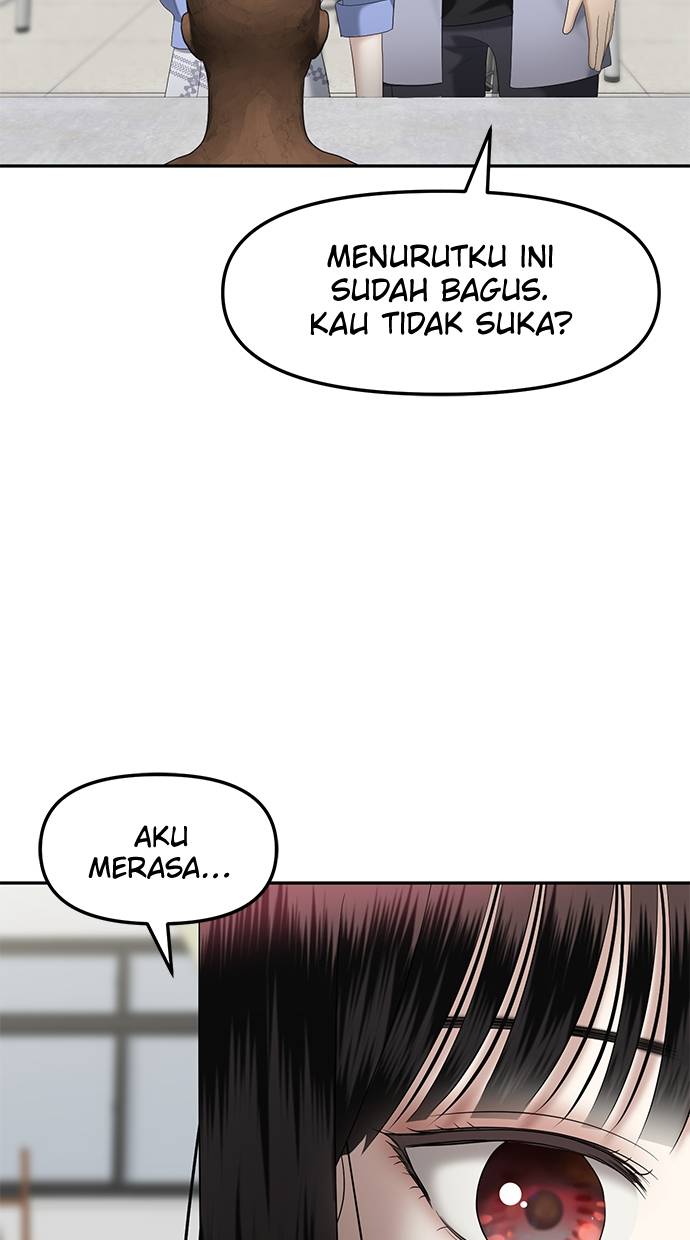 MENURUTKU INI
SUDAH BAGUS.
KAU TIDAK SUKA?
AKU
MERASA...